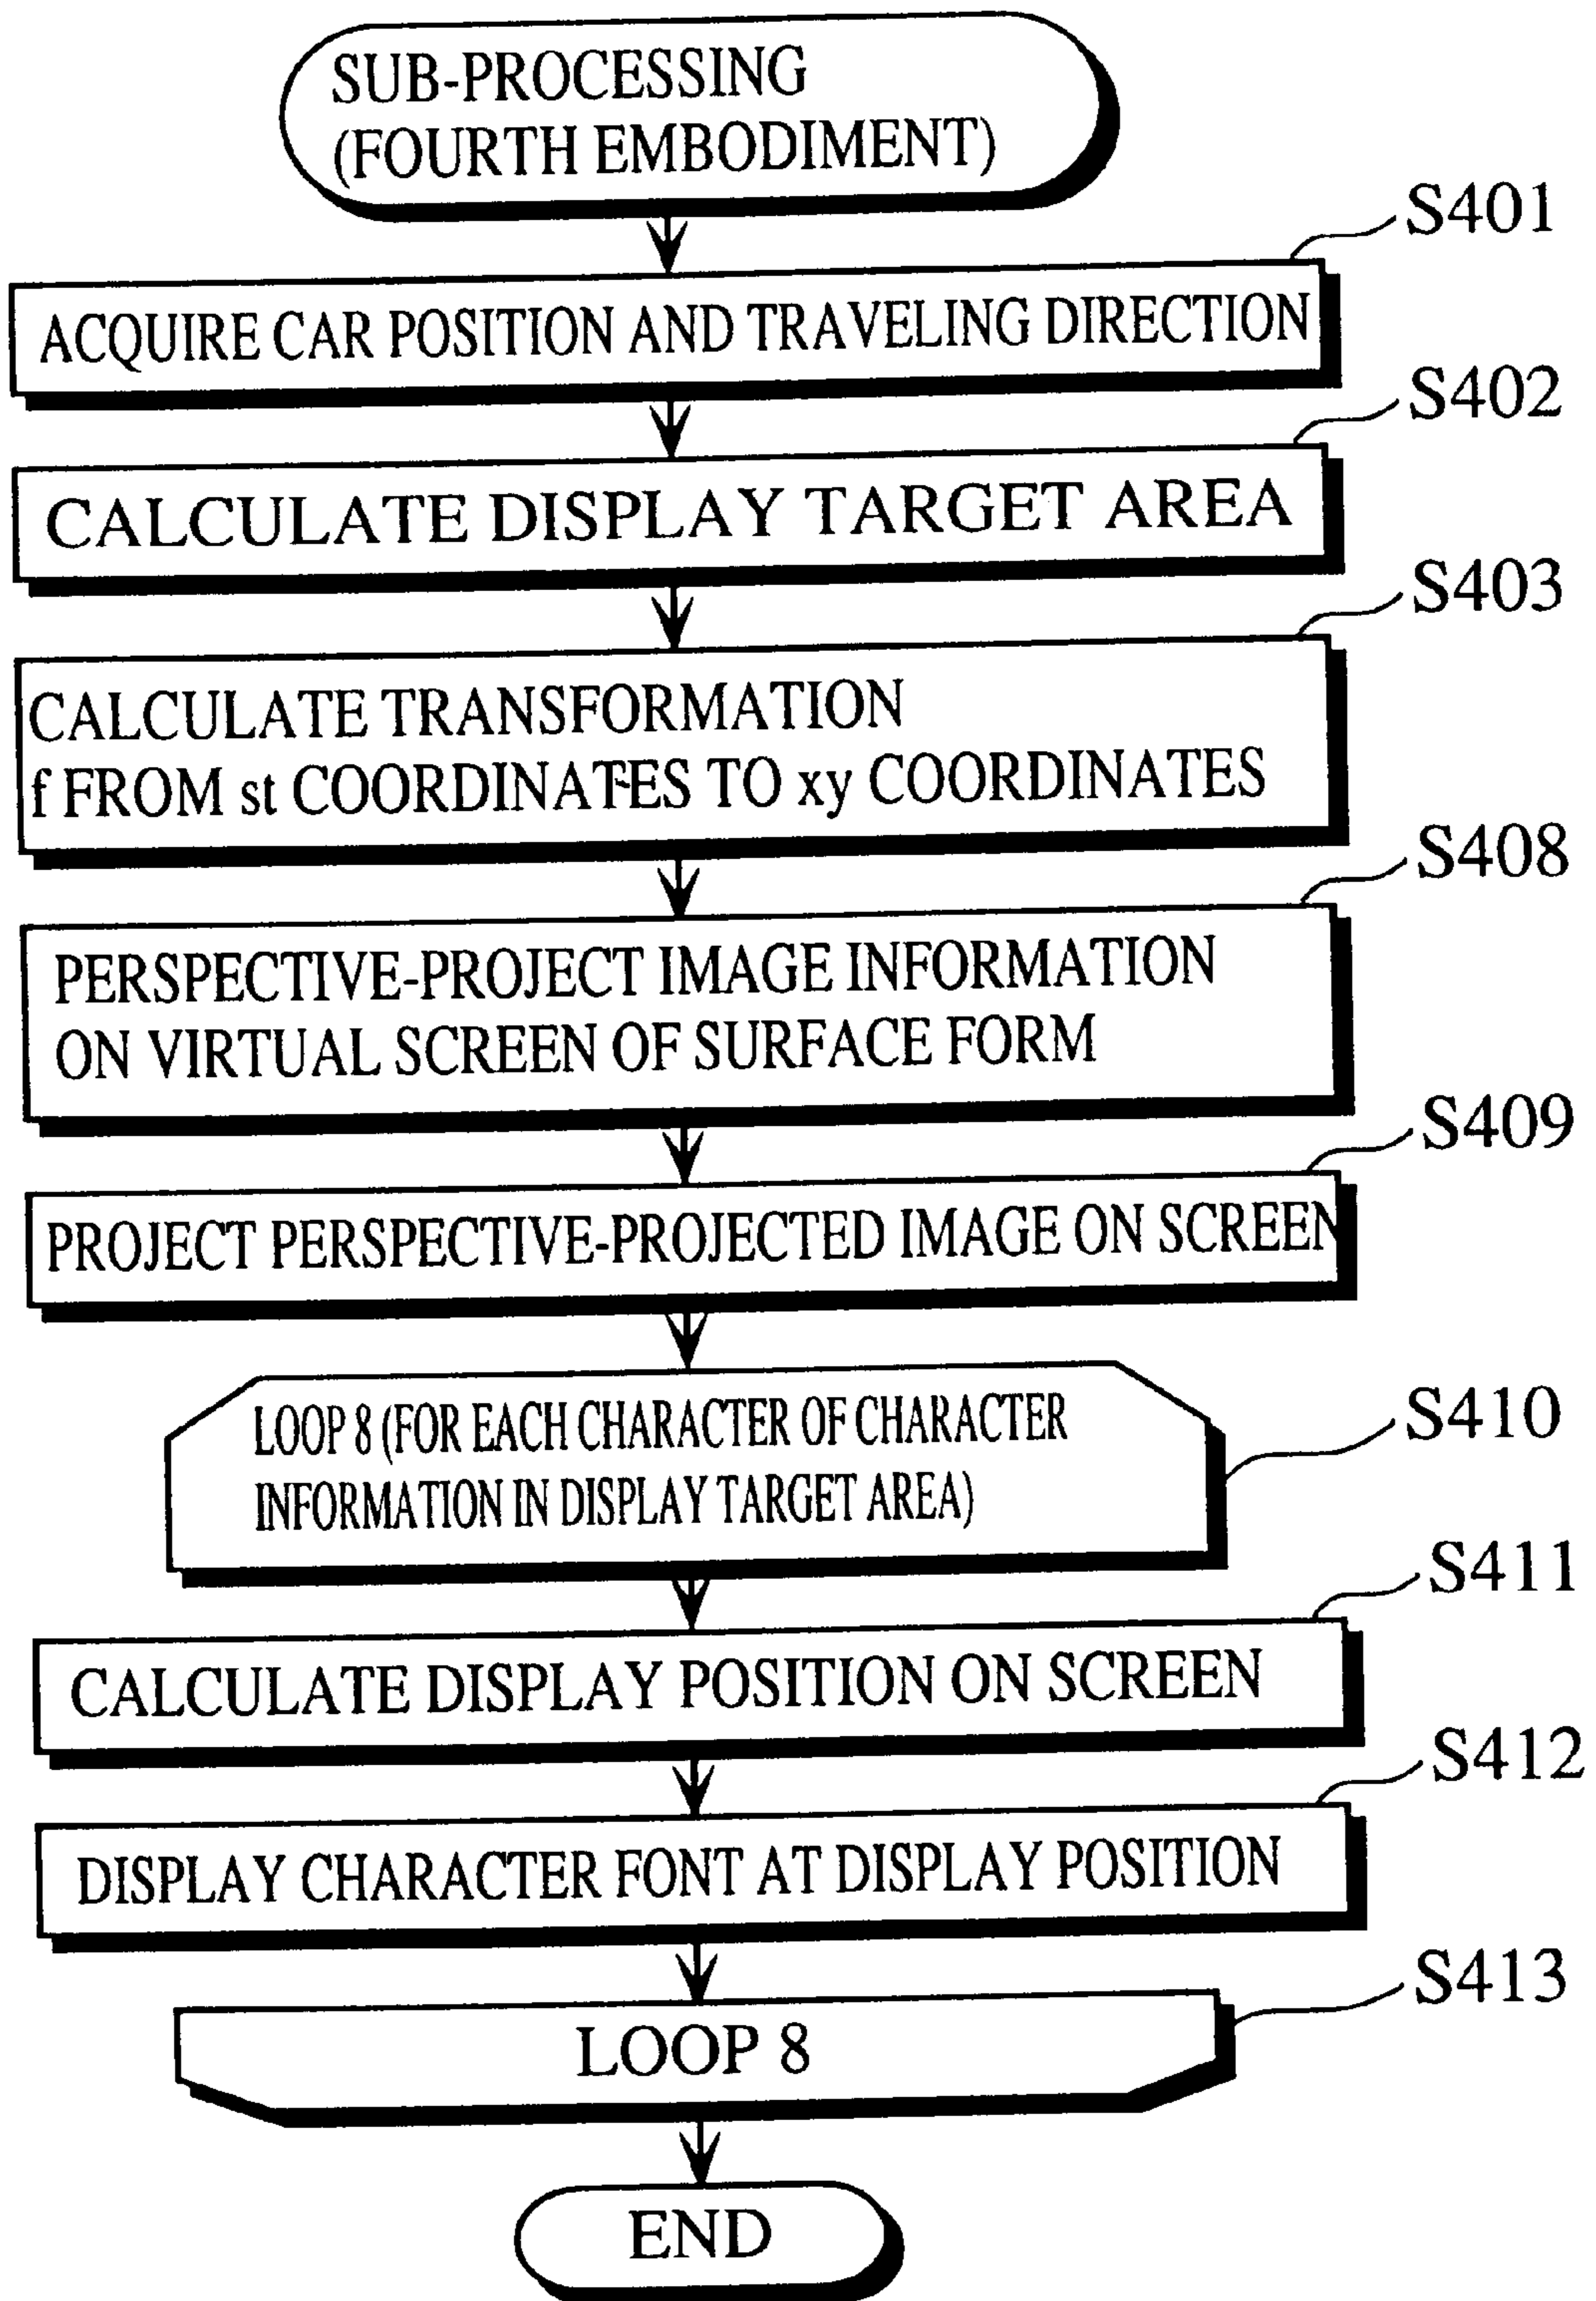 SUB-PROCESSING
(FOURTH EMBODIMENT)
S401
ACQUIRE CAR POSITION AND TRAVELING DIRECTION
S402
CALCULATE DISPLAY TARGET AREA
S403
CALCULATE TRANSFORMATION
f FROM st COORDINATES TO xy COORDINATES
S408
PERSPECTIVE-PROJECT IMAGE INFORMATION
ON VIRTUAL SCREEN OF SURFACE FORM
S409
PROJECT PERSPECTIVE-PROJECTED IMAGE ON SCREEN
S410
LOOP 8 (FOR EACH CHARACTER OF CHARACTER
INFORMATION IN DISPLAY TARGET AREA)
S411
CALCULATE DISPLAY POSITION ON SCREEN
S412
DISPLAY CHARACTER FONT AT DISPLAY POSITION
S413
LOOP 8
END